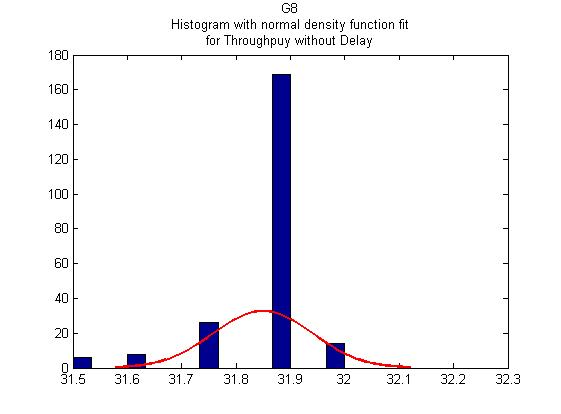 G8
Histogram with normal density function fit
for Throughpuy without Delay
180
160
140
120
100
80
60
40
20
0
31.5 31.6 31.7 31.8 31.9 32 32.1 32.2 32.3